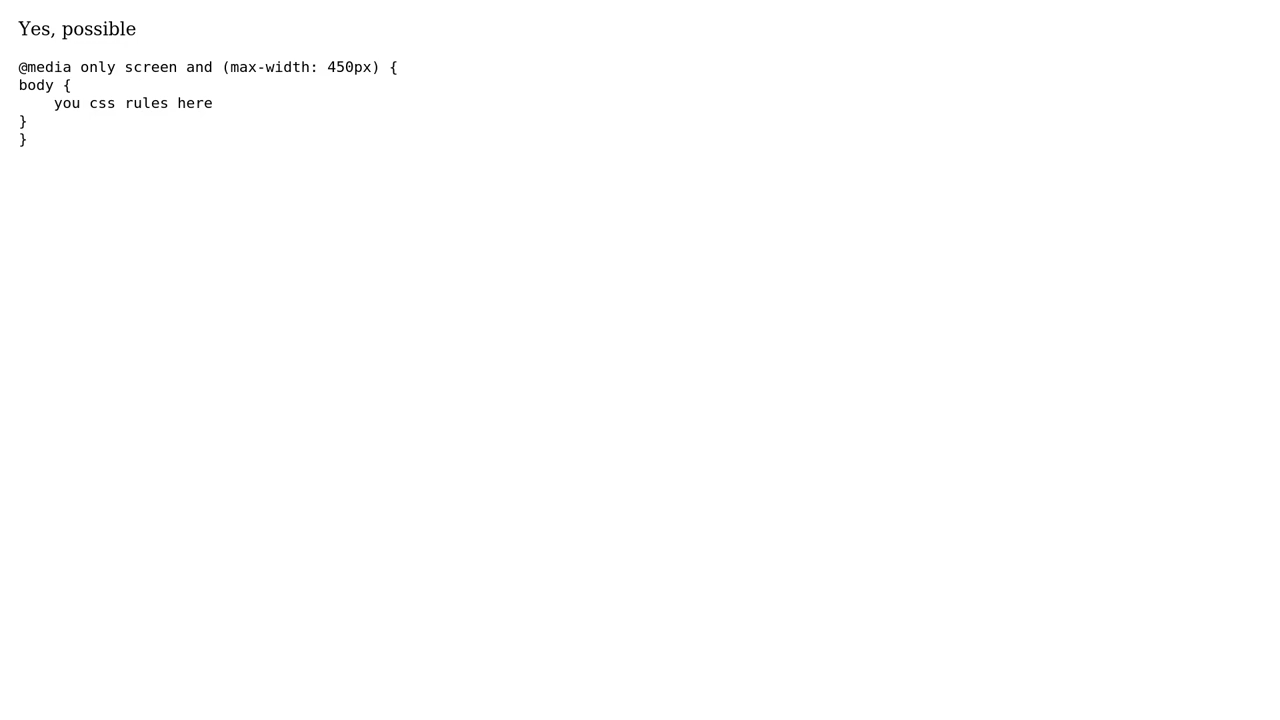 Yes, possible
@media only screen and (max-width: 450px) {
body {
    you css rules here
}
}